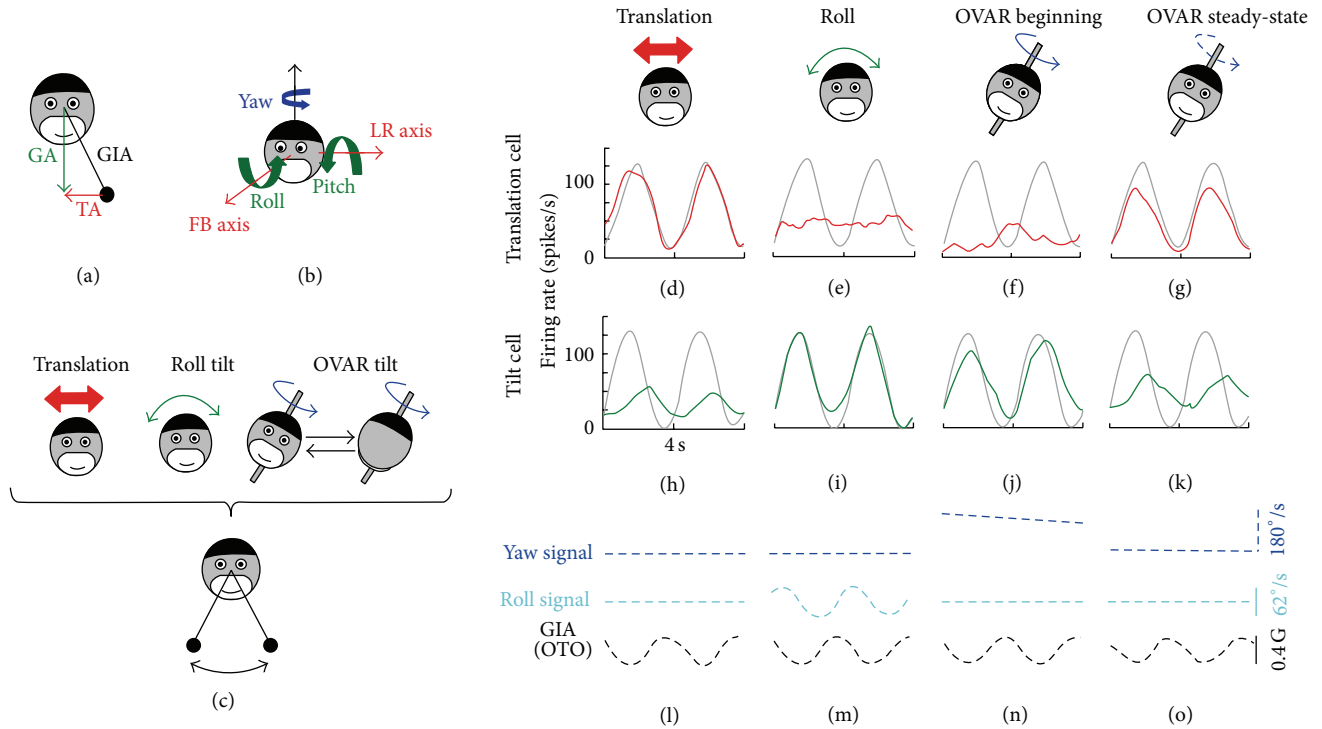 GA
GIA
TA
(a)
Yaw
LR axis
Roll
Pitch
FB axis
(b)
Translation
Roll tilt
OVAR tilt
(c)
Translation
Roll
OVAR beginning
OVAR steady-state
Firing rate (spikes/s)
Translation cell
100
0
(d)
(e)
(f)
(g)
Tilt cell
100
0
4 s
(h)
(i)
(j)
(k)
Yaw signal
180°/s
Roll signal
62°/s
GIA
(OTO)
0.4 G
(l)
(m)
(n)
(o)